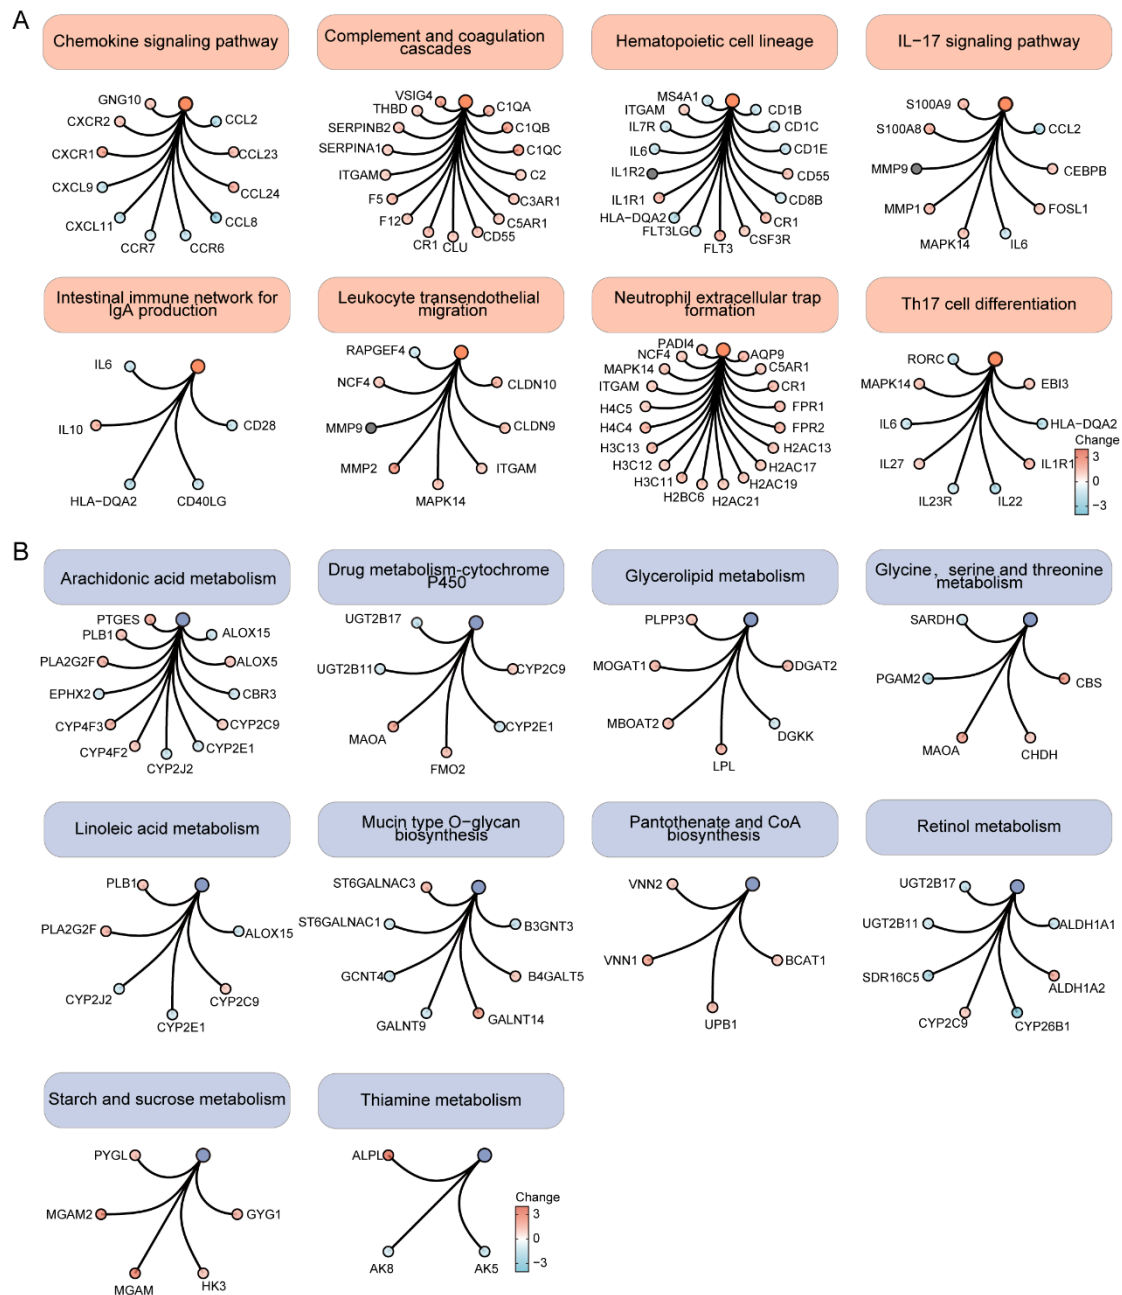 A
Chemokine signaling pathway
Complement and coagulation
cascades
Hematopoietic cell lineage
IL−17 signaling pathway
GNG10
CXCR2
CXCR1
CXCL9
CXCL11
CCR7
CCR6
CCL8
CCL24
CCL23
CCL2
VSIG4
THBD
SERPINB2
SERPINA1
ITGAM
F5
F12
CR1
CLU
CD55
C5AR1
C3AR1
C2
C1QC
C1QB
C1QA
MS4A1
ITGAM
IL7R
IL6
IL1R2
IL1R1
HLA−DQA2
FLT3LG
FLT3
CSF3R
CR1
CD8B
CD55
CD1E
CD1C
CD1B
S100A9
S100A8
MMP9
MMP1
MAPK14
IL6
FOSL1
CEBPB
CCL2
Intestinal immune network for
IgA production
Leukocyte transendothelial
migration
Neutrophil extracellular trap
formation
Th17 cell differentiation
IL6
IL10
HLA−DQA2
CD40LG
CD28
RAPGEF4
NCF4
MMP9
MMP2
MAPK14
ITGAM
CLDN9
CLDN10
PADI4
NCF4
MAPK14
ITGAM
H4C5
H4C4
H3C13
H3C12
H3C11
H2BC6
H2AC21
H2AC19
H2AC17
H2AC13
FPR2
FPR1
CR1
C5AR1
AQP9
RORC
MAPK14
IL6
IL27
IL23R
IL22
IL1R1
HLA−DQA2
EBI3
Change
3
0
−3
B
Arachidonic acid metabolism
Drug metabolism-cytochrome
P450
Glycerolipid metabolism
Glycine, serine and threonine
metabolism
PTGES
PLB1
PLA2G2F
EPHX2
CYP4F3
CYP4F2
CYP2J2
CYP2E1
CYP2C9
CBR3
ALOX5
ALOX15
UGT2B17
UGT2B11
MAOA
FMO2
CYP2E1
CYP2C9
PLPP3
MOGAT1
MBOAT2
LPL
DGKK
DGAT2
SARDH
PGAM2
MAOA
CHDH
CBS
Linoleic acid metabolism
Mucin type O−glycan
biosynthesis
Pantothenate and CoA
biosynthesis
Retinol metabolism
PLB1
PLA2G2F
CYP2J2
CYP2E1
CYP2C9
ALOX15
ST6GALNAC3
ST6GALNAC1
GCNT4
GALNT9
GALNT14
B4GALT5
B3GNT3
VNN2
VNN1
UPB1
BCAT1
UGT2B17
UGT2B11
SDR16C5
CYP2C9
CYP26B1
ALDH1A2
ALDH1A1
Starch and sucrose metabolism
Thiamine metabolism
PYGL
MGAM2
MGAM
HK3
GYG1
ALPL
AK8
AK5
Change
3
0
−3